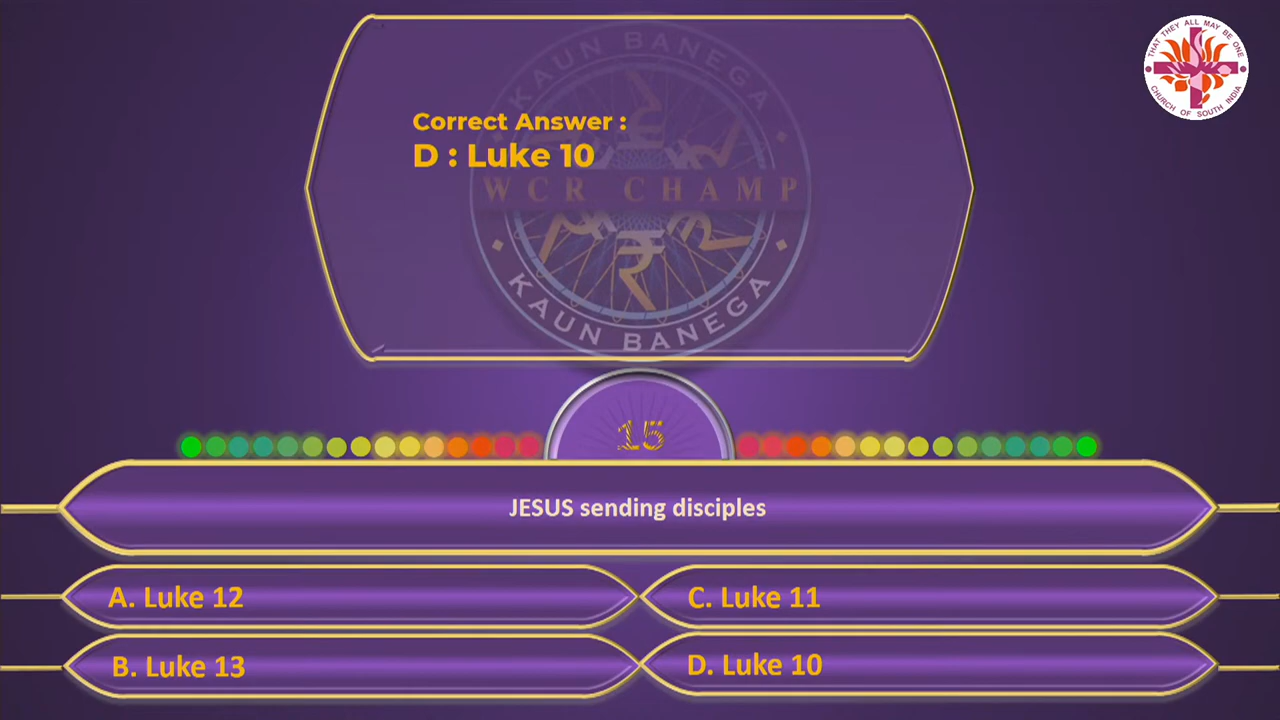 KAUN BANEGA
Correct Answer :
D : Luke 10
WCR CHAMP
₹
KAUN BANEGA
THAT THEY ALL MAY BE ONE
CHURCH OF SOUTH INDIA
15
JESUS sending disciples
A. Luke 12
C. Luke 11
B. Luke 13
D. Luke 10